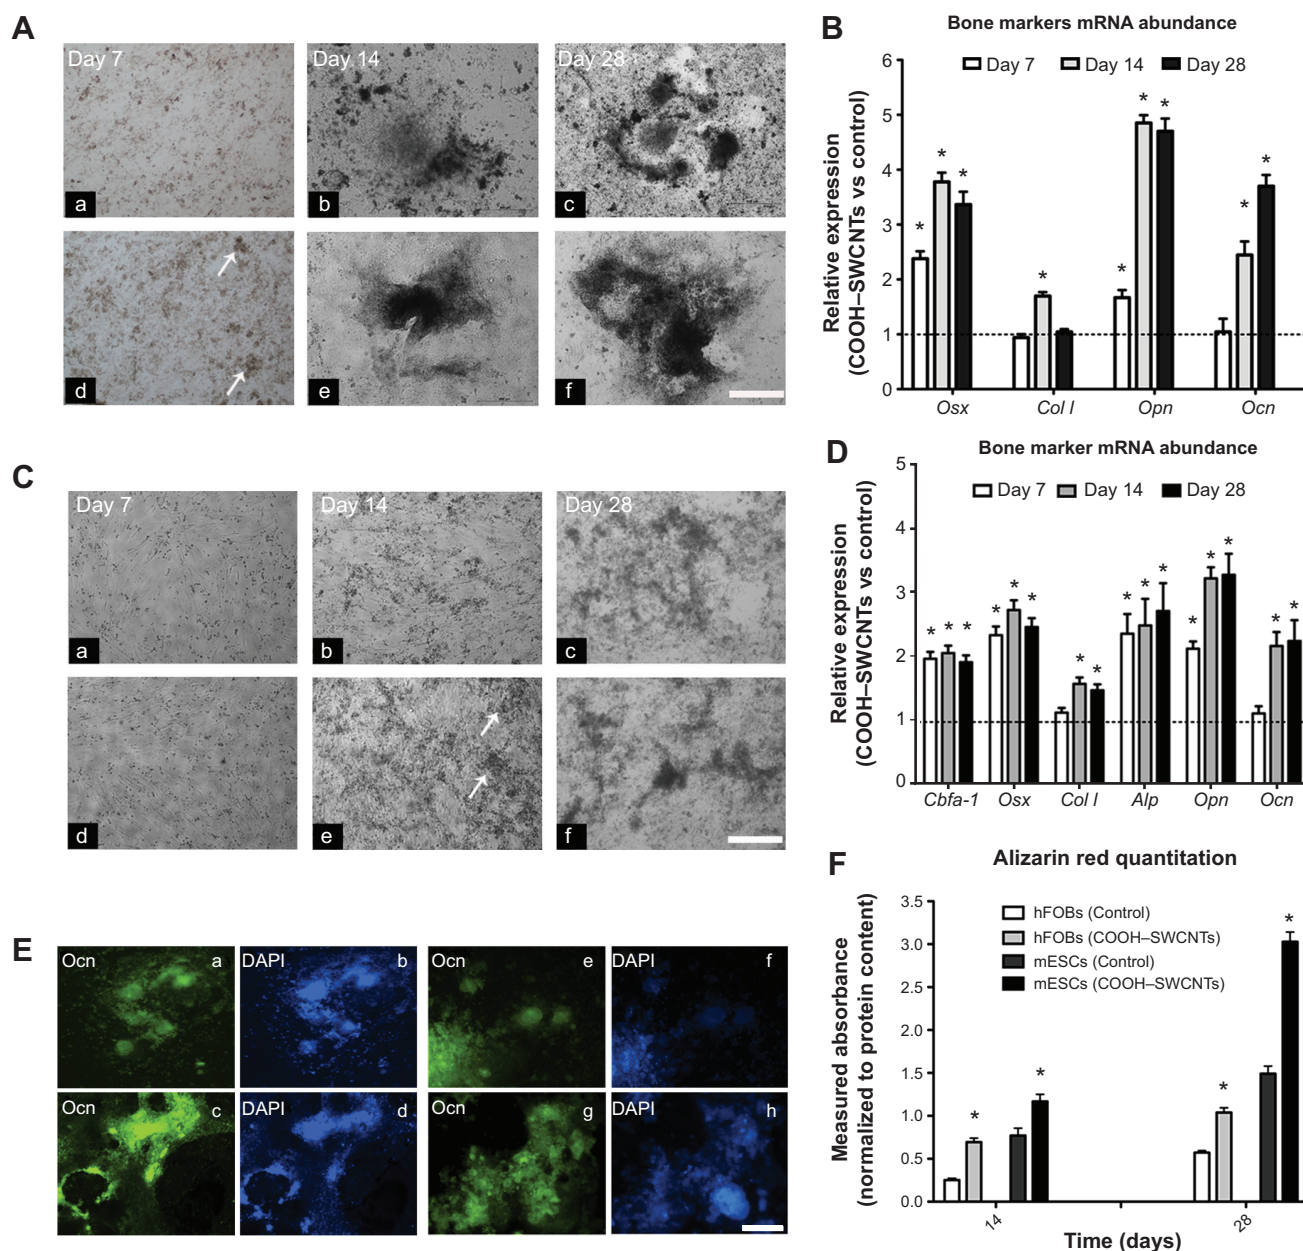 A
Day 7
Day 14
Day 28
a
b
c
d
e
f
B
Bone markers mRNA abundance
Day 7
Day 14
Day 28
Relative expression
(COOH–SWCNTs vs control)
6
5
4
3
2
1
0
* * * * * * * * *
Osx
Col I
Opn
Ocn
C
Day 7
Day 14
Day 28
a
b
c
d
e
f
D
Bone marker mRNA abundance
Day 7
Day 14
Day 28
Relative expression
(COOH–SWCNTs vs control)
5
4
3
2
1
0
* * * * * * * * * * * * * * * *
Cbfa-1
Osx
Col I
Alp
Opn
Ocn
E
Ocn a
DAPI b
Ocn e
DAPI f
Ocn c
DAPI d
Ocn g
DAPI h
F
Alizarin red quantitation
hFOBs (Control)
hFOBs (COOH–SWCNTs)
mESCs (Control)
mESCs (COOH–SWCNTs)
Measured absorbance
(normalized to protein content)
3.5
3.0
2.5
2.0
1.5
1.0
0.5
0.0
* * * *
14
28
Time (days)